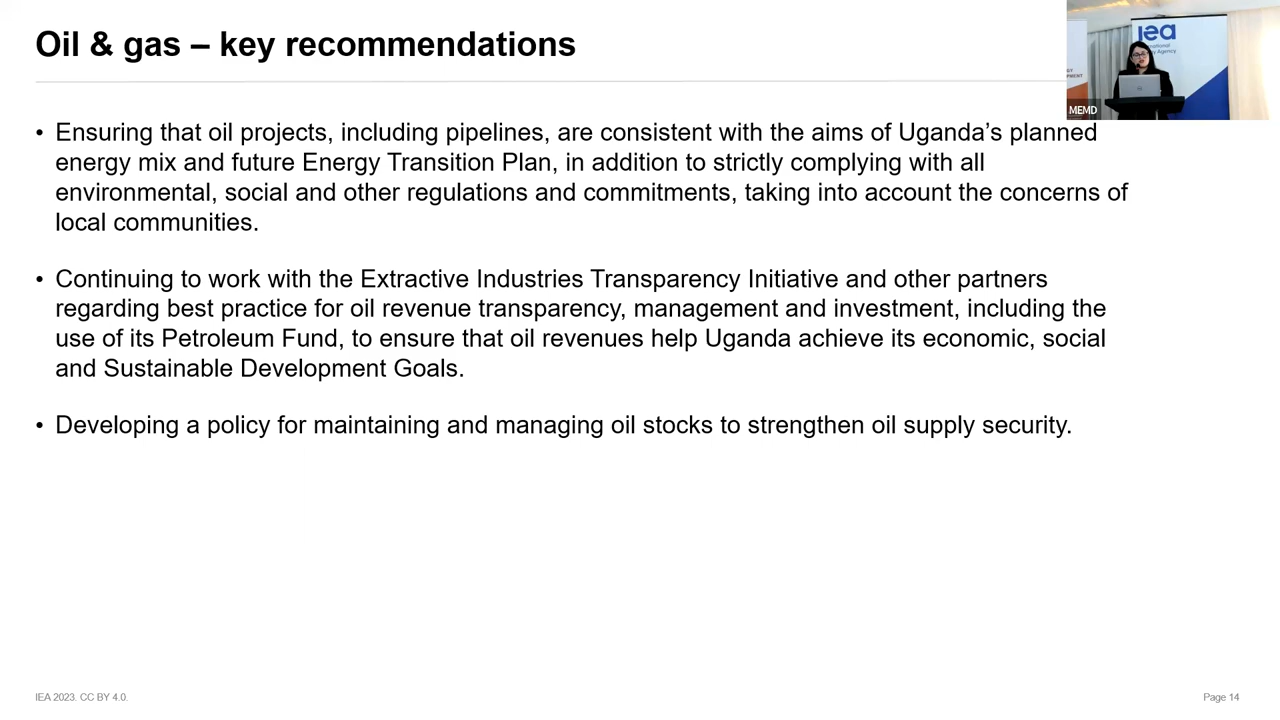 Oil & gas – key recommendations
iea
Energy Agency
MEMD
• Ensuring that oil projects, including pipelines, are consistent with the aims of Uganda’s planned
energy mix and future Energy Transition Plan, in addition to strictly complying with all
environmental, social and other regulations and commitments, taking into account the concerns of
local communities.
• Continuing to work with the Extractive Industries Transparency Initiative and other partners
regarding best practice for oil revenue transparency, management and investment, including the
use of its Petroleum Fund, to ensure that oil revenues help Uganda achieve its economic, social
and Sustainable Development Goals.
• Developing a policy for maintaining and managing oil stocks to strengthen oil supply security.
IEA 2023. CC BY 4.0.
Page 14